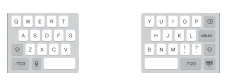 Q W E R T
A S D F G
Z X C V
.?123
Y U I O P
H J K L return
B N M ! , ? .
.?123